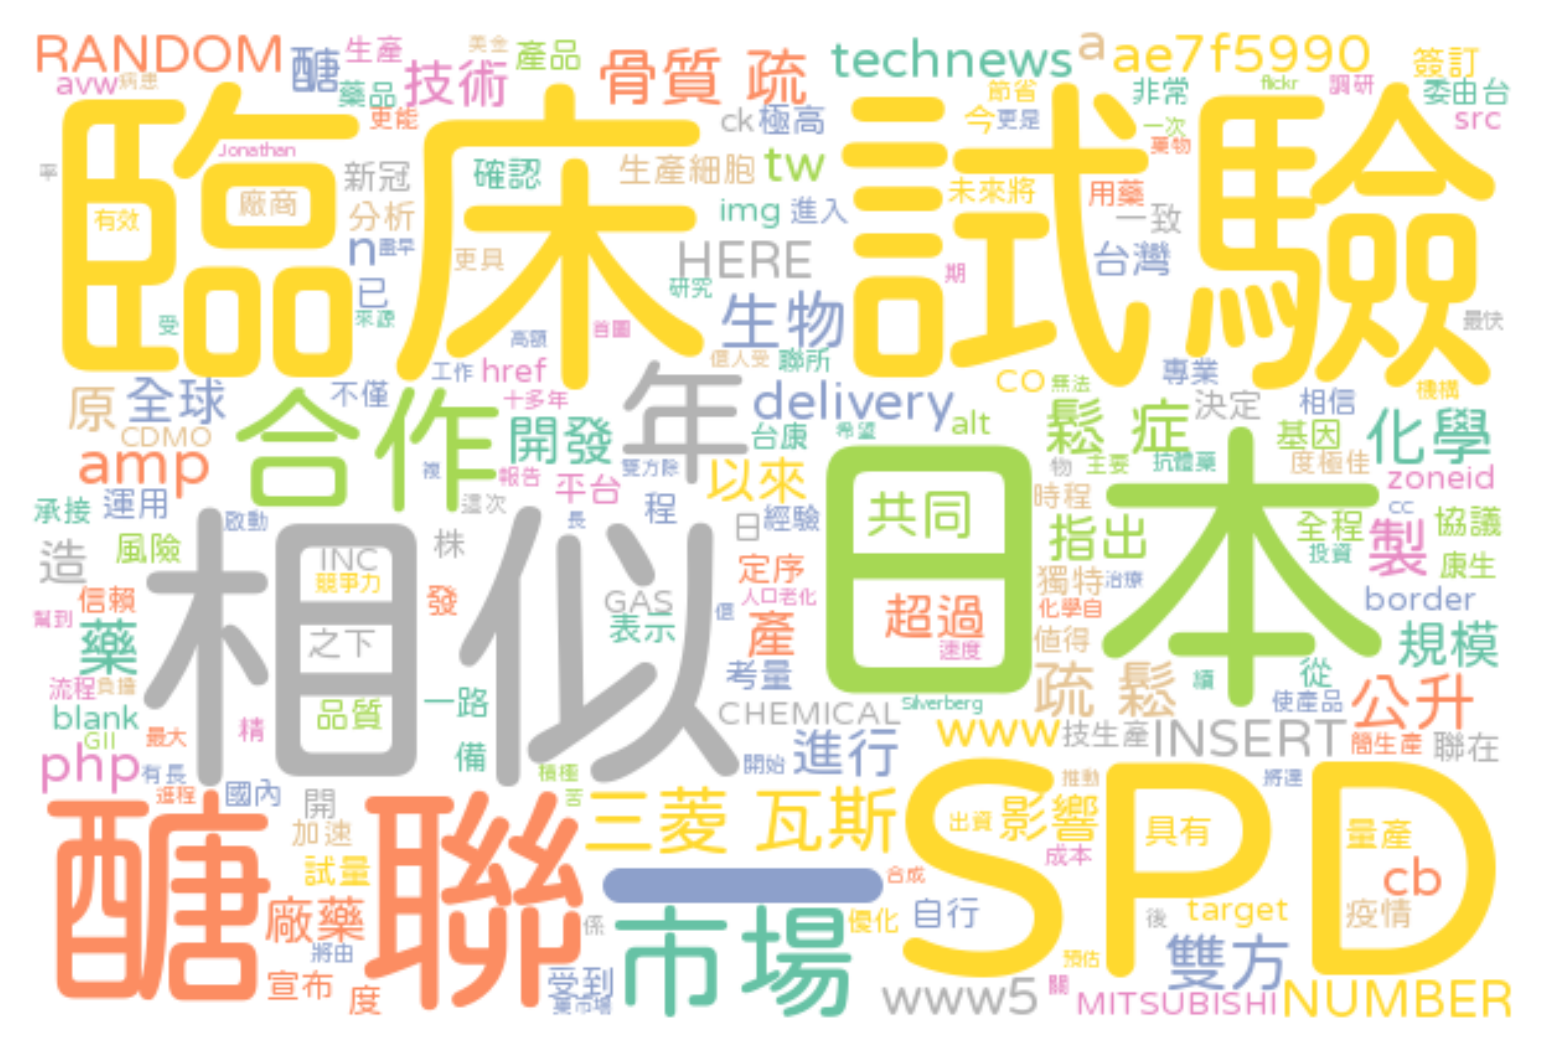 RANDOM 醣 生產 美金 產品 骨質 疏 technews a ae7f5990 簽訂
avw 病患 藥品 技術 節省 非常 flickr 調研 委由台
更能 ck 極高 今 更是 一次 src
臨床 試驗
Jonathan 新冠 確認 生產細胞 tw 藥物
平 有效 廠商 分析 img 進入 未來將 用藥 一致
n 盡早 更具 HERE 期 台灣
已 研究
受 來源 高額 首圖 生物 最快
工作 href 個人受 聯所 CO 無法 專業 機構
原 全球 不僅 十多年 年 delivery alt 鬆 症 決定 相信
CDMO 合作 開發 台康 希望 基因 化學
amp 複 報告 雙方除 以來 物 主要 抗體藥 度極佳 zoneid
承接 運用 啟動 這次 平台 程 日 經驗 日本 共同 時程 cc
造 風險 長 指出 全程 製 協議
相似 INC 株 定序 投資 康生
信賴 競爭力 發 GAS 人口老化 超過 獨特 治療 border
幫到 藥 之下 表示 個 產 速度 化學自 值得 規模
流程 負擔 考量 疏 鬆 續 從
blank 品質 一路 CHEMICAL Silverberg 使產品 公升
GII 最大 精 備 進行 www 技生產 INSERT 簡生產 聯在
php 有長 積極 開始 推動 將達
進程 國內 開 苦 三菱 瓦斯 出資 影響 具有 量產
醣 聯 加速 SPD
試量 一 合成 成本 cb
廠藥 市場 優化 自行 後 target 疫情
將由 係 預估 雙方
宣布 度 受到 藥市場 www5 關 MITSUBISHI NUMBER